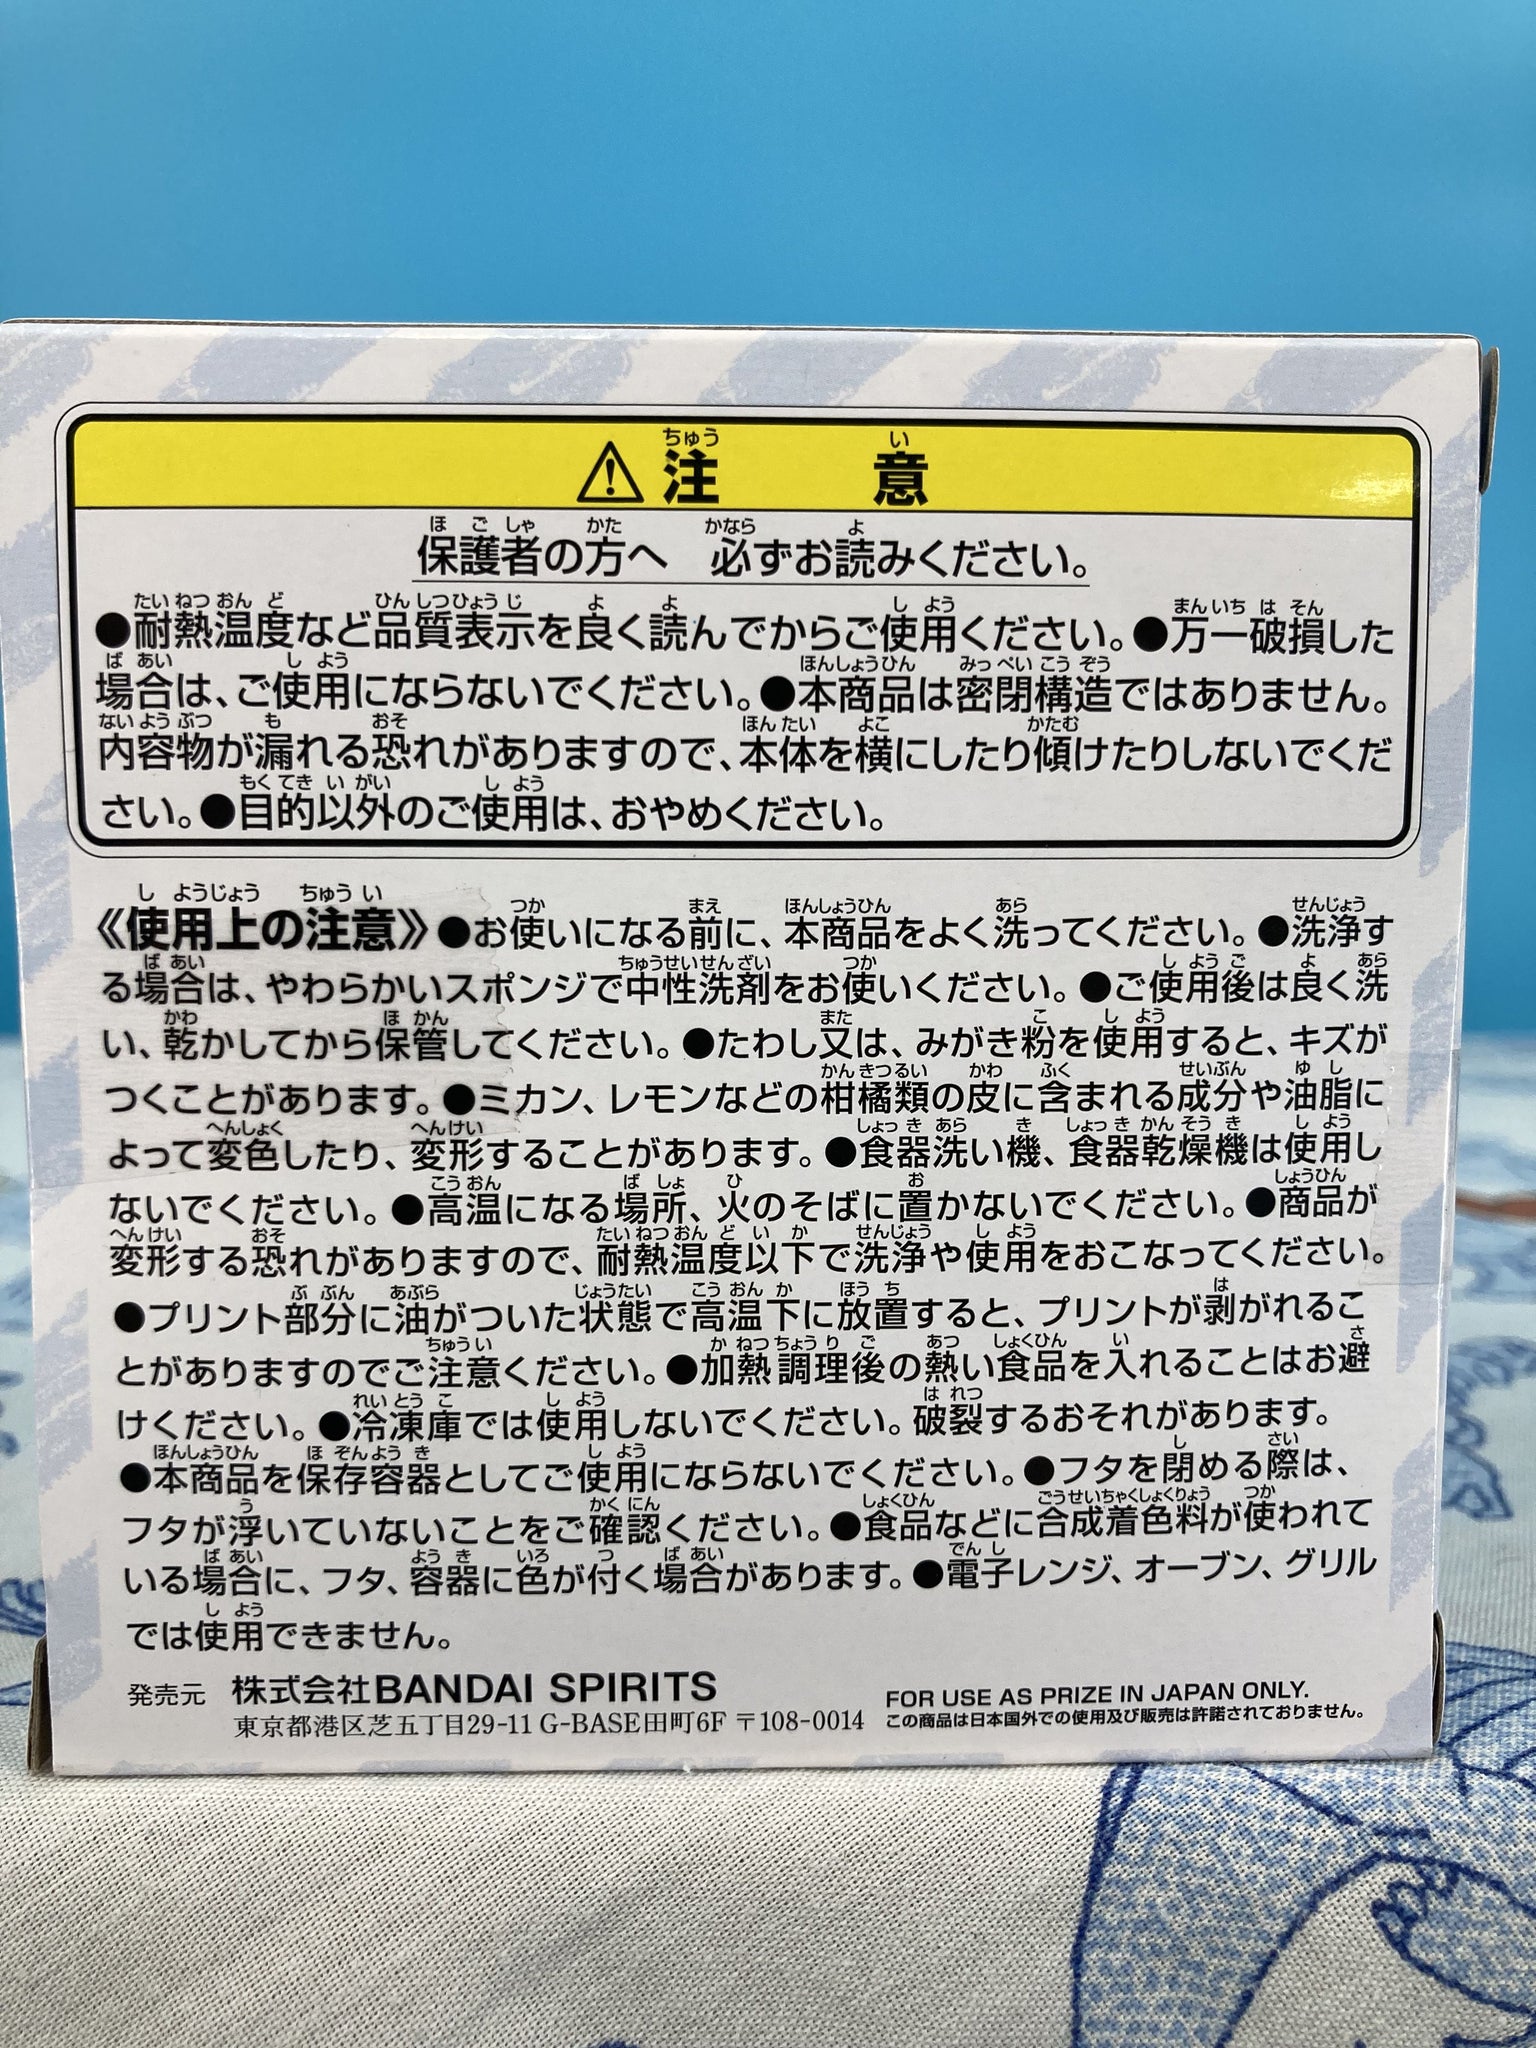 ⚠注 意
保護者の方へ 必ずお読みください。
●耐熱温度など品質表示を良く読んでからご使用ください。●万一破損した
場合は、ご使用にならないでください。●本商品は密閉構造ではありません。
内容物が漏れる恐れがありますので、本体を横にしたり傾けたりしないでくだ
さい。●目的以外のご使用は、おやめください。
《使用上の注意》●お使いになる前に、本商品をよく洗ってください。●洗浄す
る場合は、やわらかいスポンジで中性洗剤をお使いください。●ご使用後は良く洗
い、乾かしてから保管してください。●たわし又は、みがき粉を使用すると、キズが
つくことがあります。●ミカン、レモンなどの柑橘類の皮に含まれる成分や油脂に
よって変色したり、変形することがあります。●食器洗い機、食器乾燥機は使用し
ないでください。●高温になる場所、火のそばに置かないでください。●商品が
変形する恐れがありますので、耐熱温度以下で洗浄や使用をおこなってください。
●プリント部分に油がついた状態で高温下に放置すると、プリントが剥がれるこ
とがありますのでご注意ください。●加熱調理後の熱い食品を入れることはお避
けください。●冷凍庫では使用しないでください。破裂するおそれがあります。
●本商品を保存容器としてご使用にならないでください。●フタを閉める際は、
フタが浮いていないことをご確認ください。●食品などに合成着色料が使われて
いる場合に、フタ、容器に色が付く場合があります。●電子レンジ、オーブン、グリル
では使用できません。
発売元 株式会社BANDAI SPIRITS
東京都港区芝五丁目29-11 G-BASE田町6F 〒108-0014
FOR USE AS PRIZE IN JAPAN ONLY.
この商品は日本国外での使用及び販売は許諾されておりません。